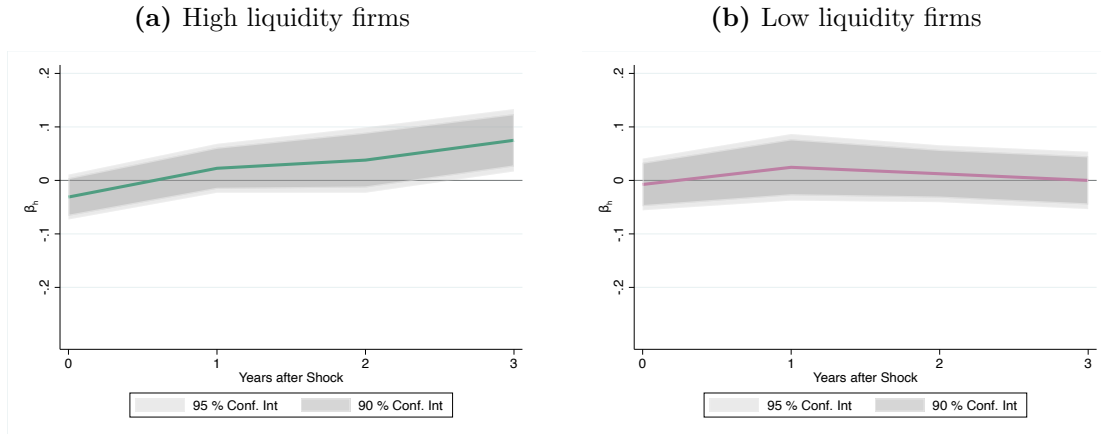 (a) High liquidity firms
.2
.1
0
-.1
-.2
βh
0 1 2 3
Years after Shock
95 % Conf. Int 90 % Conf. Int
(b) Low liquidity firms
.2
.1
0
-.1
-.2
βh
0 1 2 3
Years after Shock
95 % Conf. Int 90 % Conf. Int